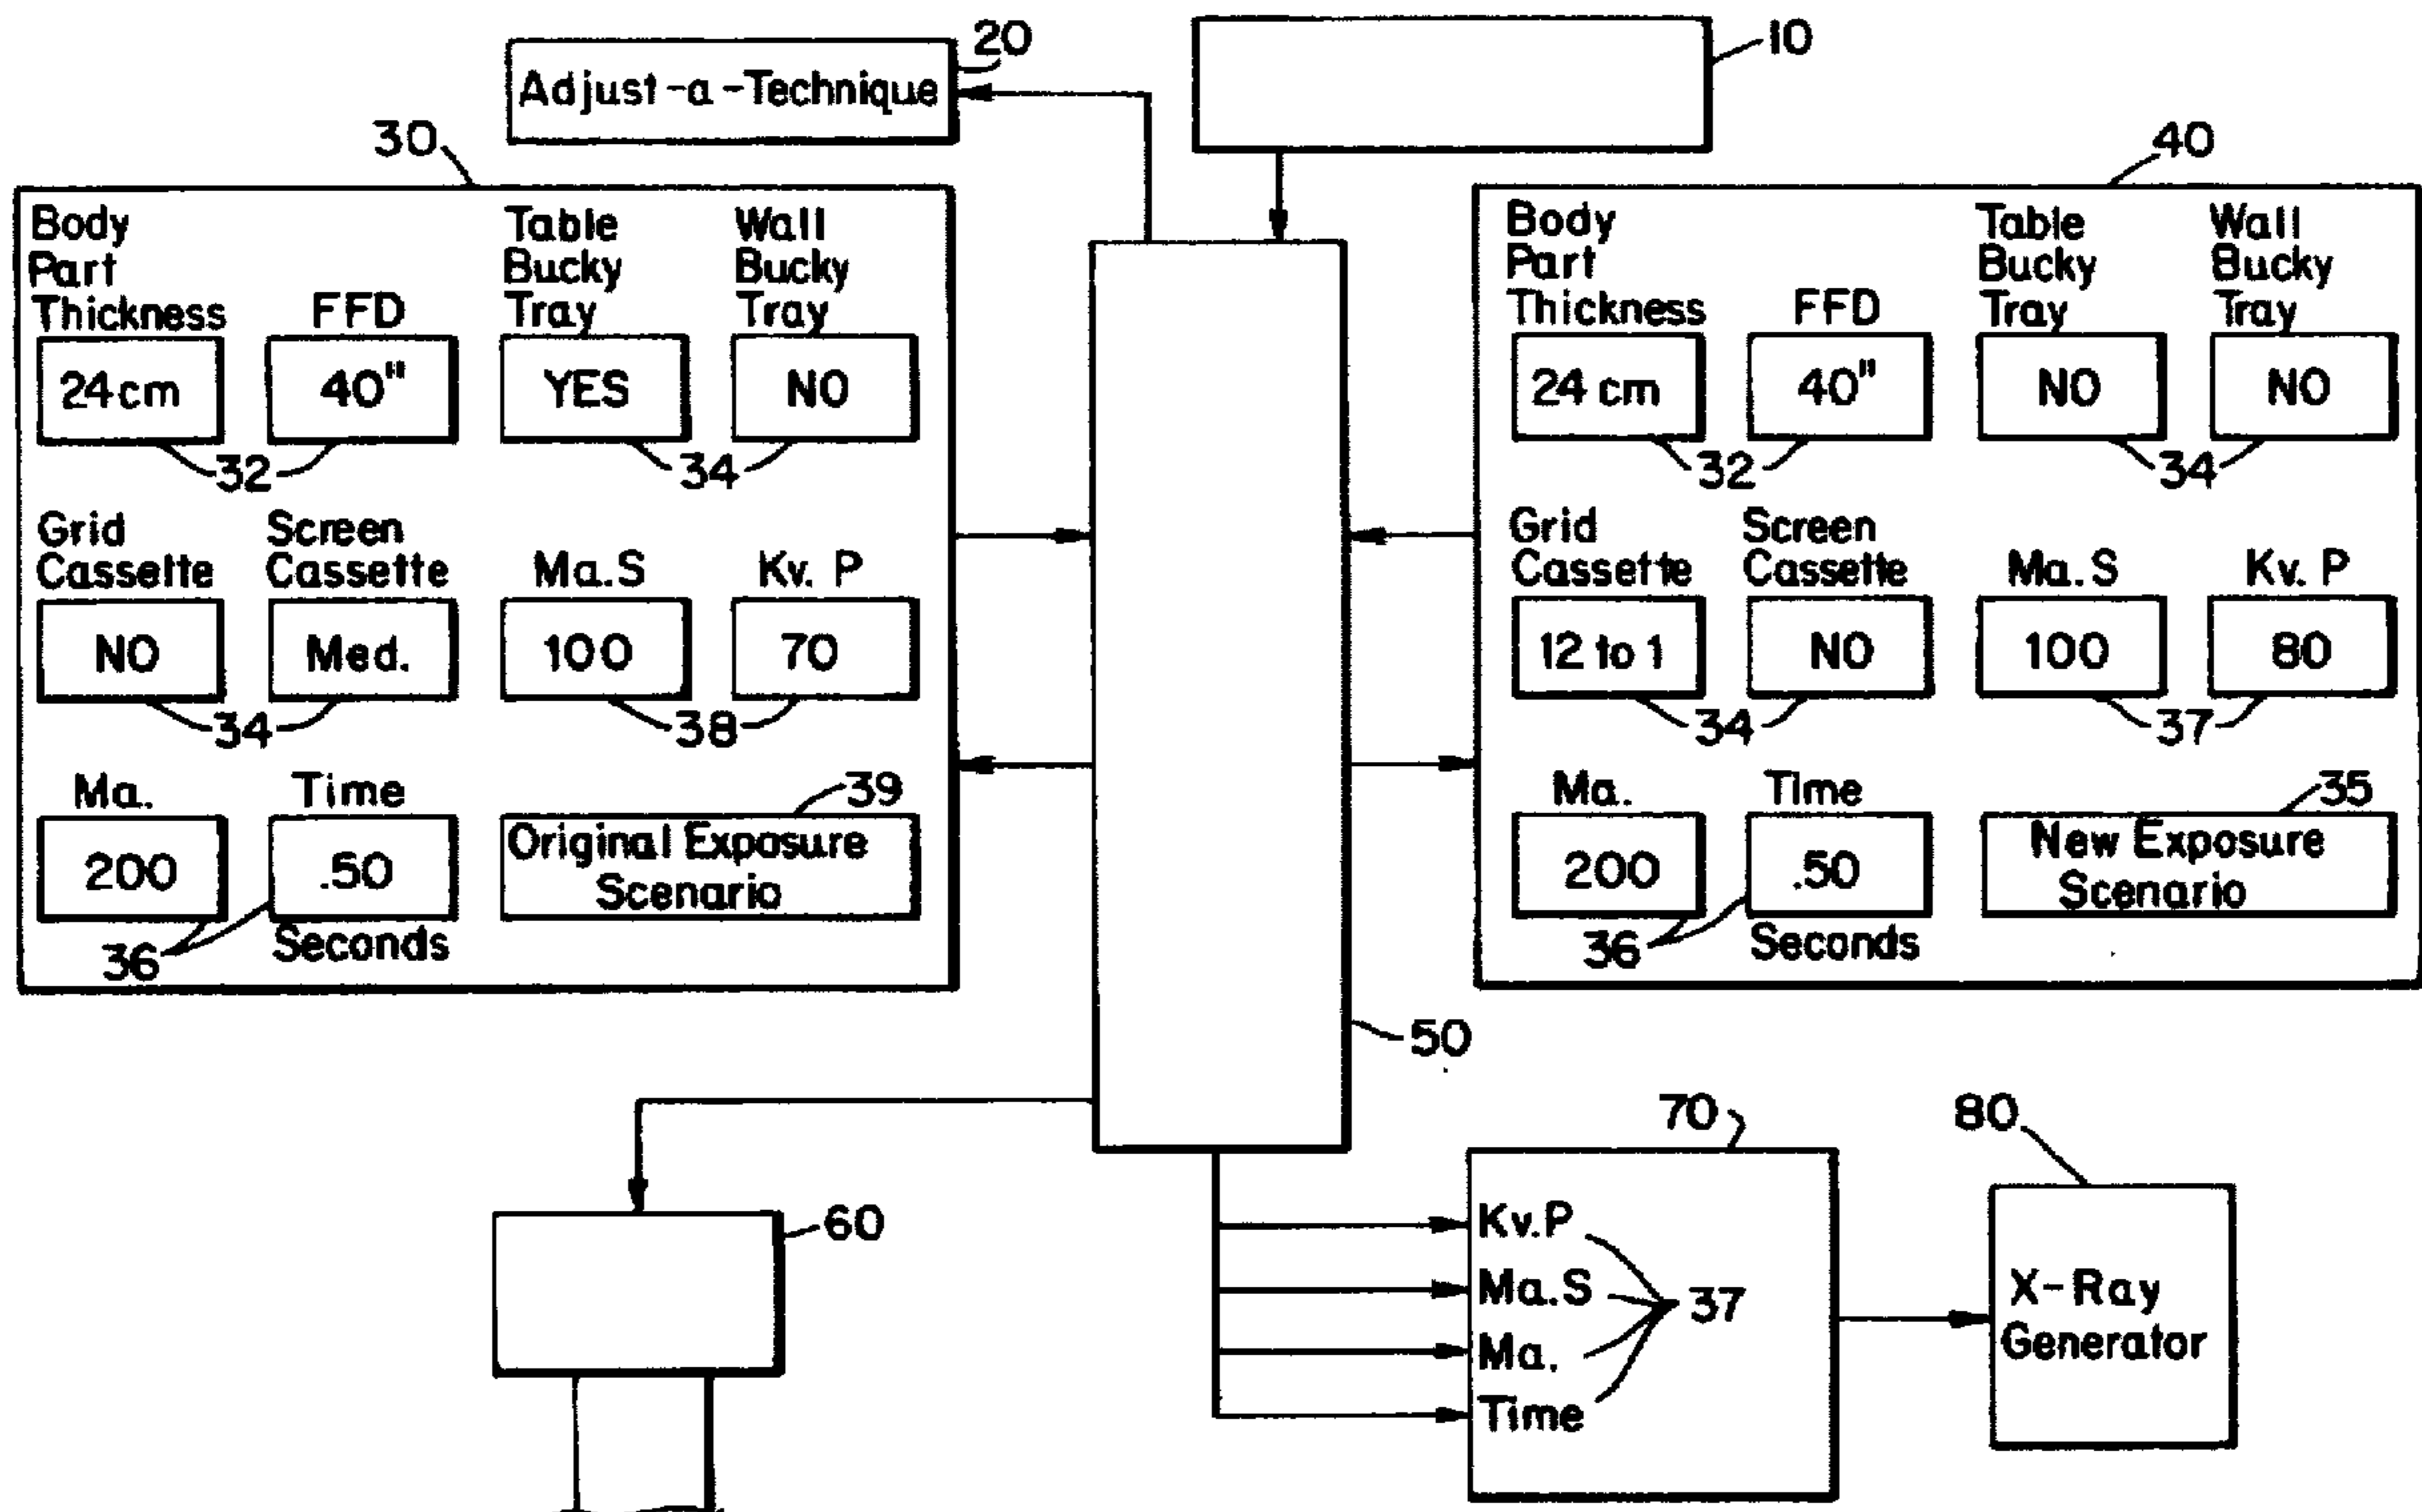 20
Adjust-a-Technique
10
30
Body
Part
Thickness
FFD
Table
Bucky
Tray
Wall
Bucky
Tray
24cm
40"
YES
NO
32
34
Grid
Cassette
Screen
Cassette
Ma.S
Kv. P
NO
Med.
100
70
34
38
Ma.
Time
39
200
.50
Original Exposure
Scenario
36
Seconds
40
Body
Part
Thickness
FFD
Table
Bucky
Tray
Wall
Bucky
Tray
24 cm
40"
NO
NO
32
34
Grid
Cassette
Screen
Cassette
Ma. S
Kv. P
12 to 1
NO
100
80
34
37
Ma.
Time
35
200
.50
New Exposure
Scenario
36
Seconds
50
60
70
Kv.P
Ma.S
Ma.
Time
37
80
X-Ray
Generator